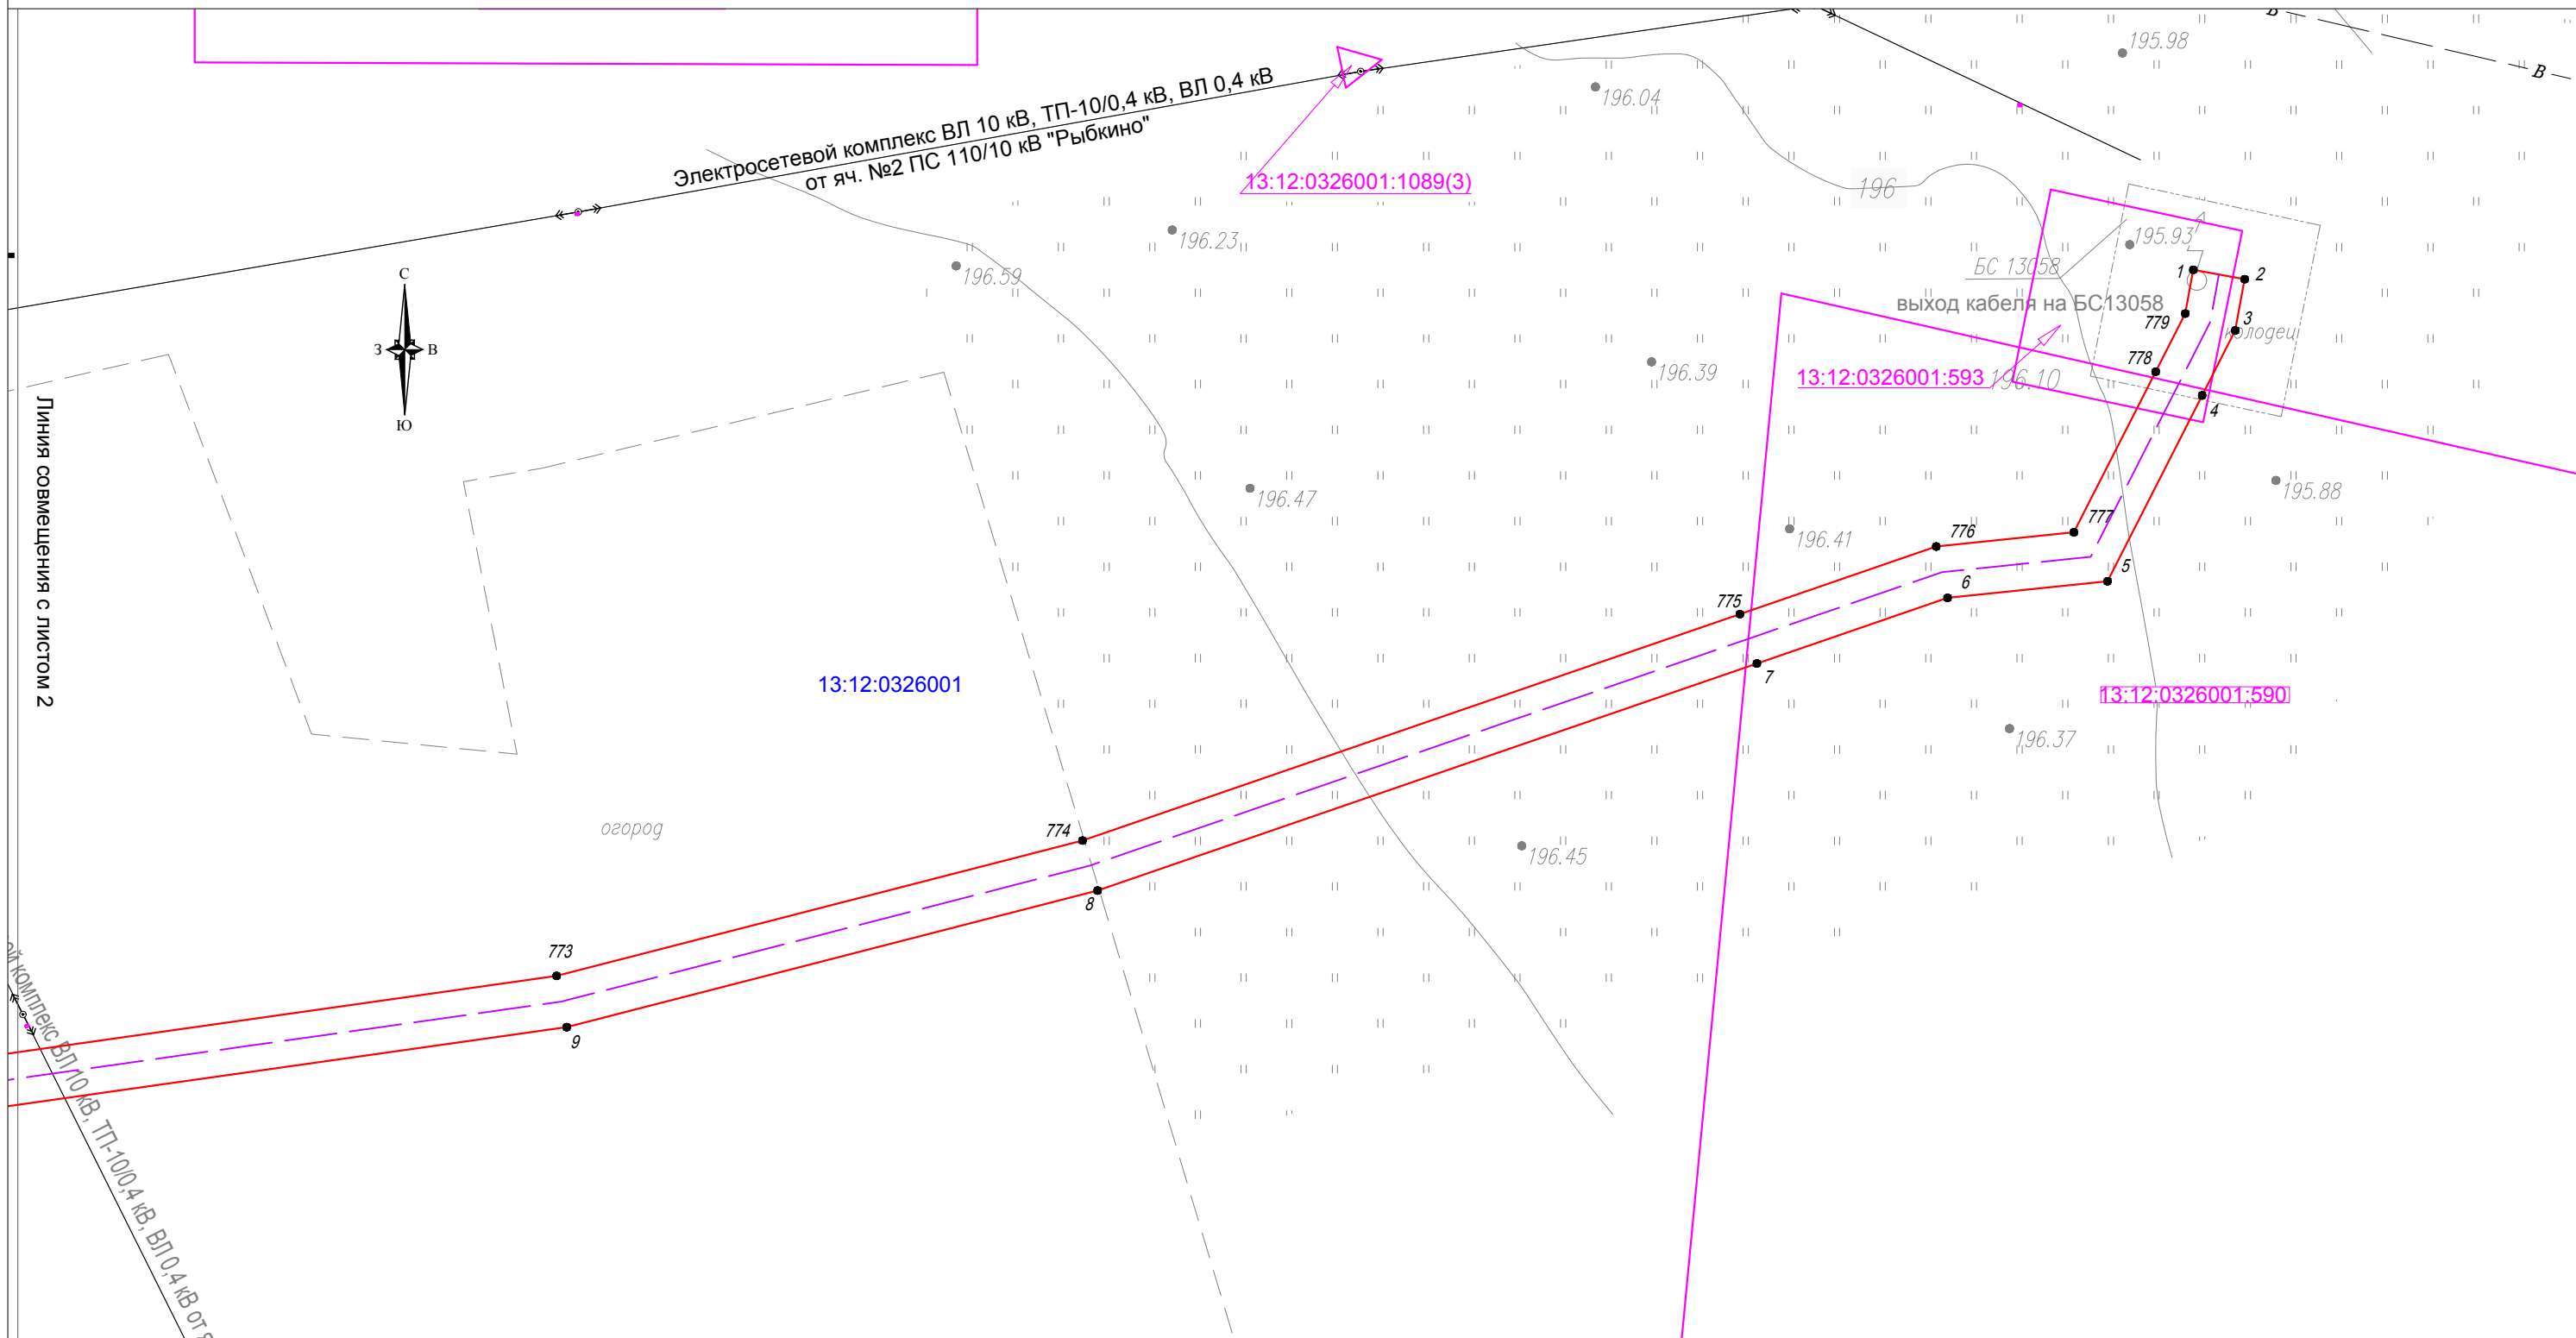 В
195.98
В
196.04
Электросетевой комплекс ВЛ 10 кВ, ТП-10/0,4 кВ, ВЛ 0,4 кВ
от яч. №2 ПС 110/10 кВ "Рыбкино"
13:12:0326001:1089(3)
196
196.23
195.93
196.59
БС 13058
1
2
С
З
В
Ю
выход кабеля на БС13058
779
3
колодец
778
196.39
13:12:0326001:593
196.10
4
Линия совмещения с листом 2
196.47
195.88
777
776
196.41
5
6
775
7
13:12:0326001
13:12:0326001:590
196.37
огород
774
196.45
8
773
9
ой комплекс ВЛ 10 кВ, ТП-10/0,4 кВ, ВЛ 0,4 кВ от я